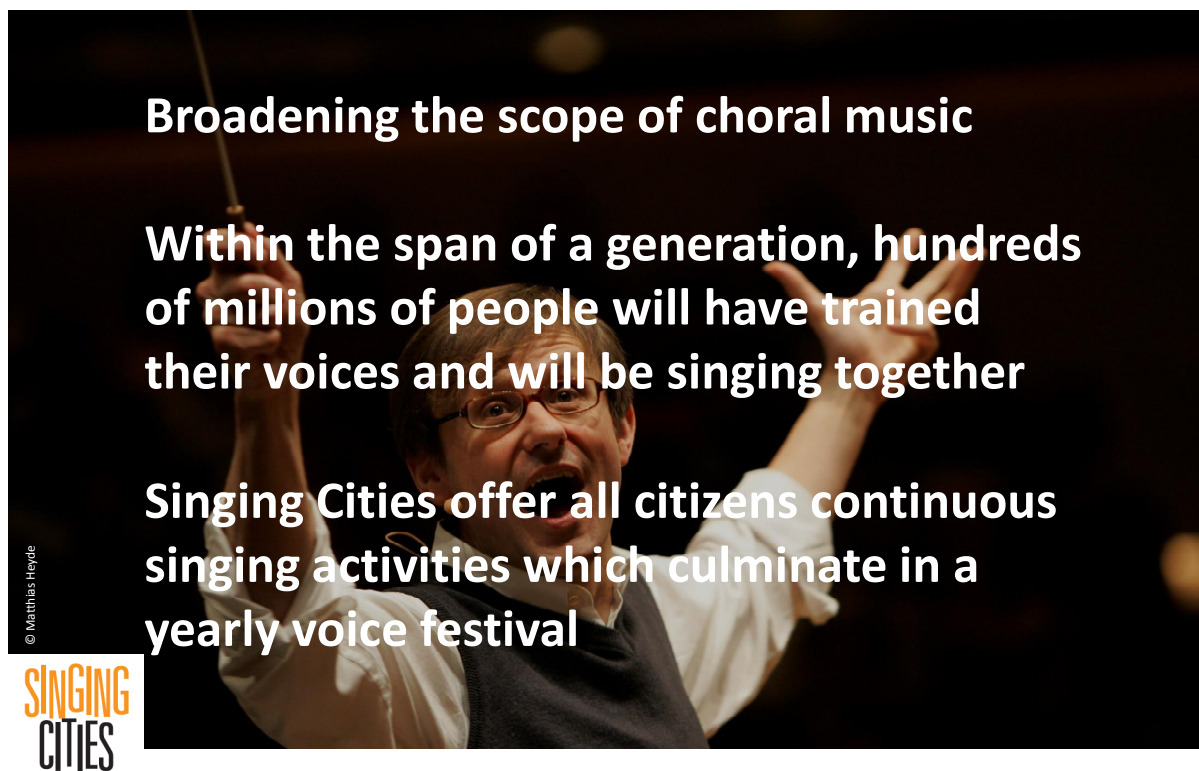 Broadening the scope of choral music
Within the span of a generation, hundreds
of millions of people will have trained
their voices and will be singing together
Singing Cities offer all citizens continuous
singing activities which culminate in a
yearly voice festival
© Matthias Heyde
SINGING
CITIES